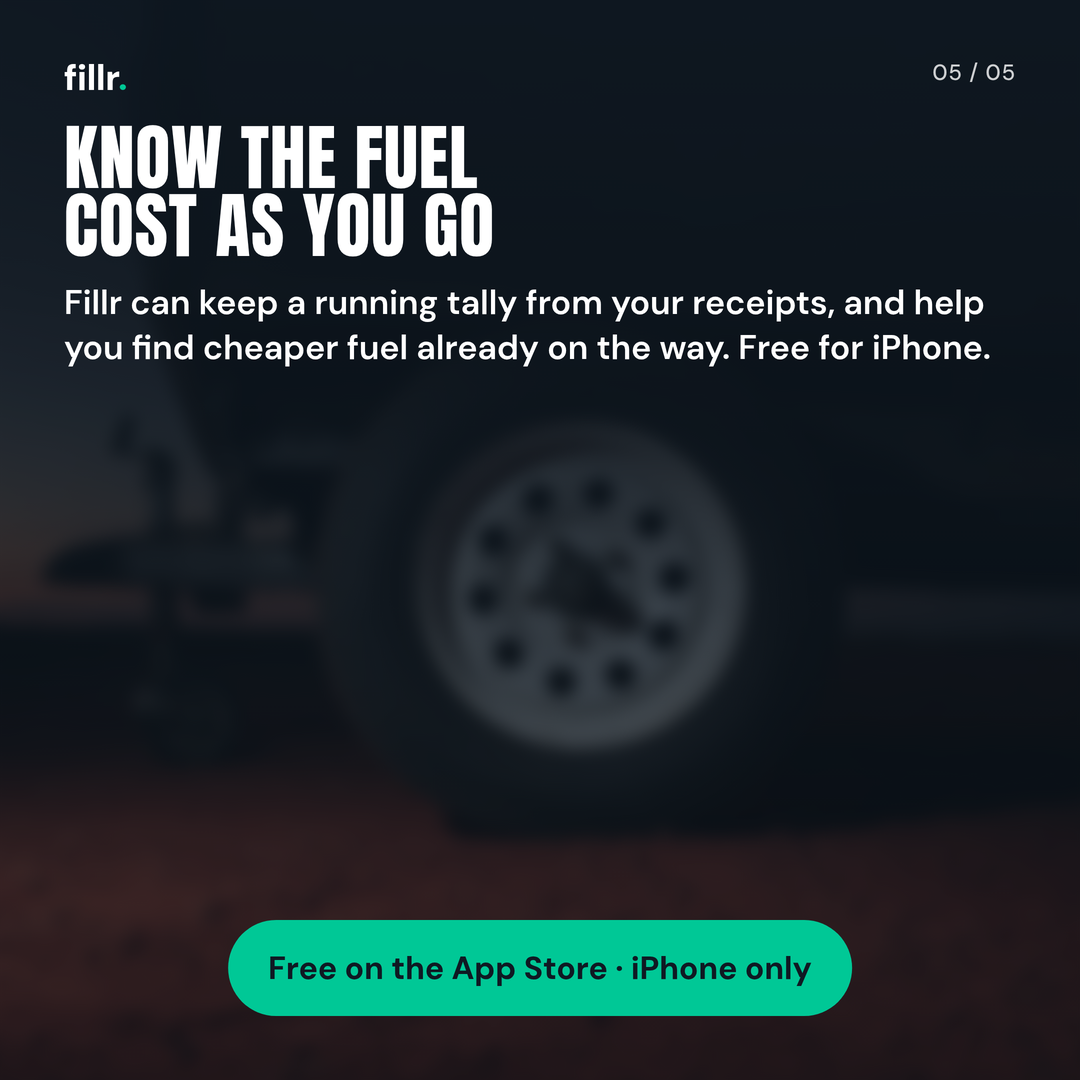 fillr.
05 / 05
KNOW THE FUEL
COST AS YOU GO
Fillr can keep a running tally from your receipts, and help
you find cheaper fuel already on the way. Free for iPhone.
Free on the App Store · iPhone only